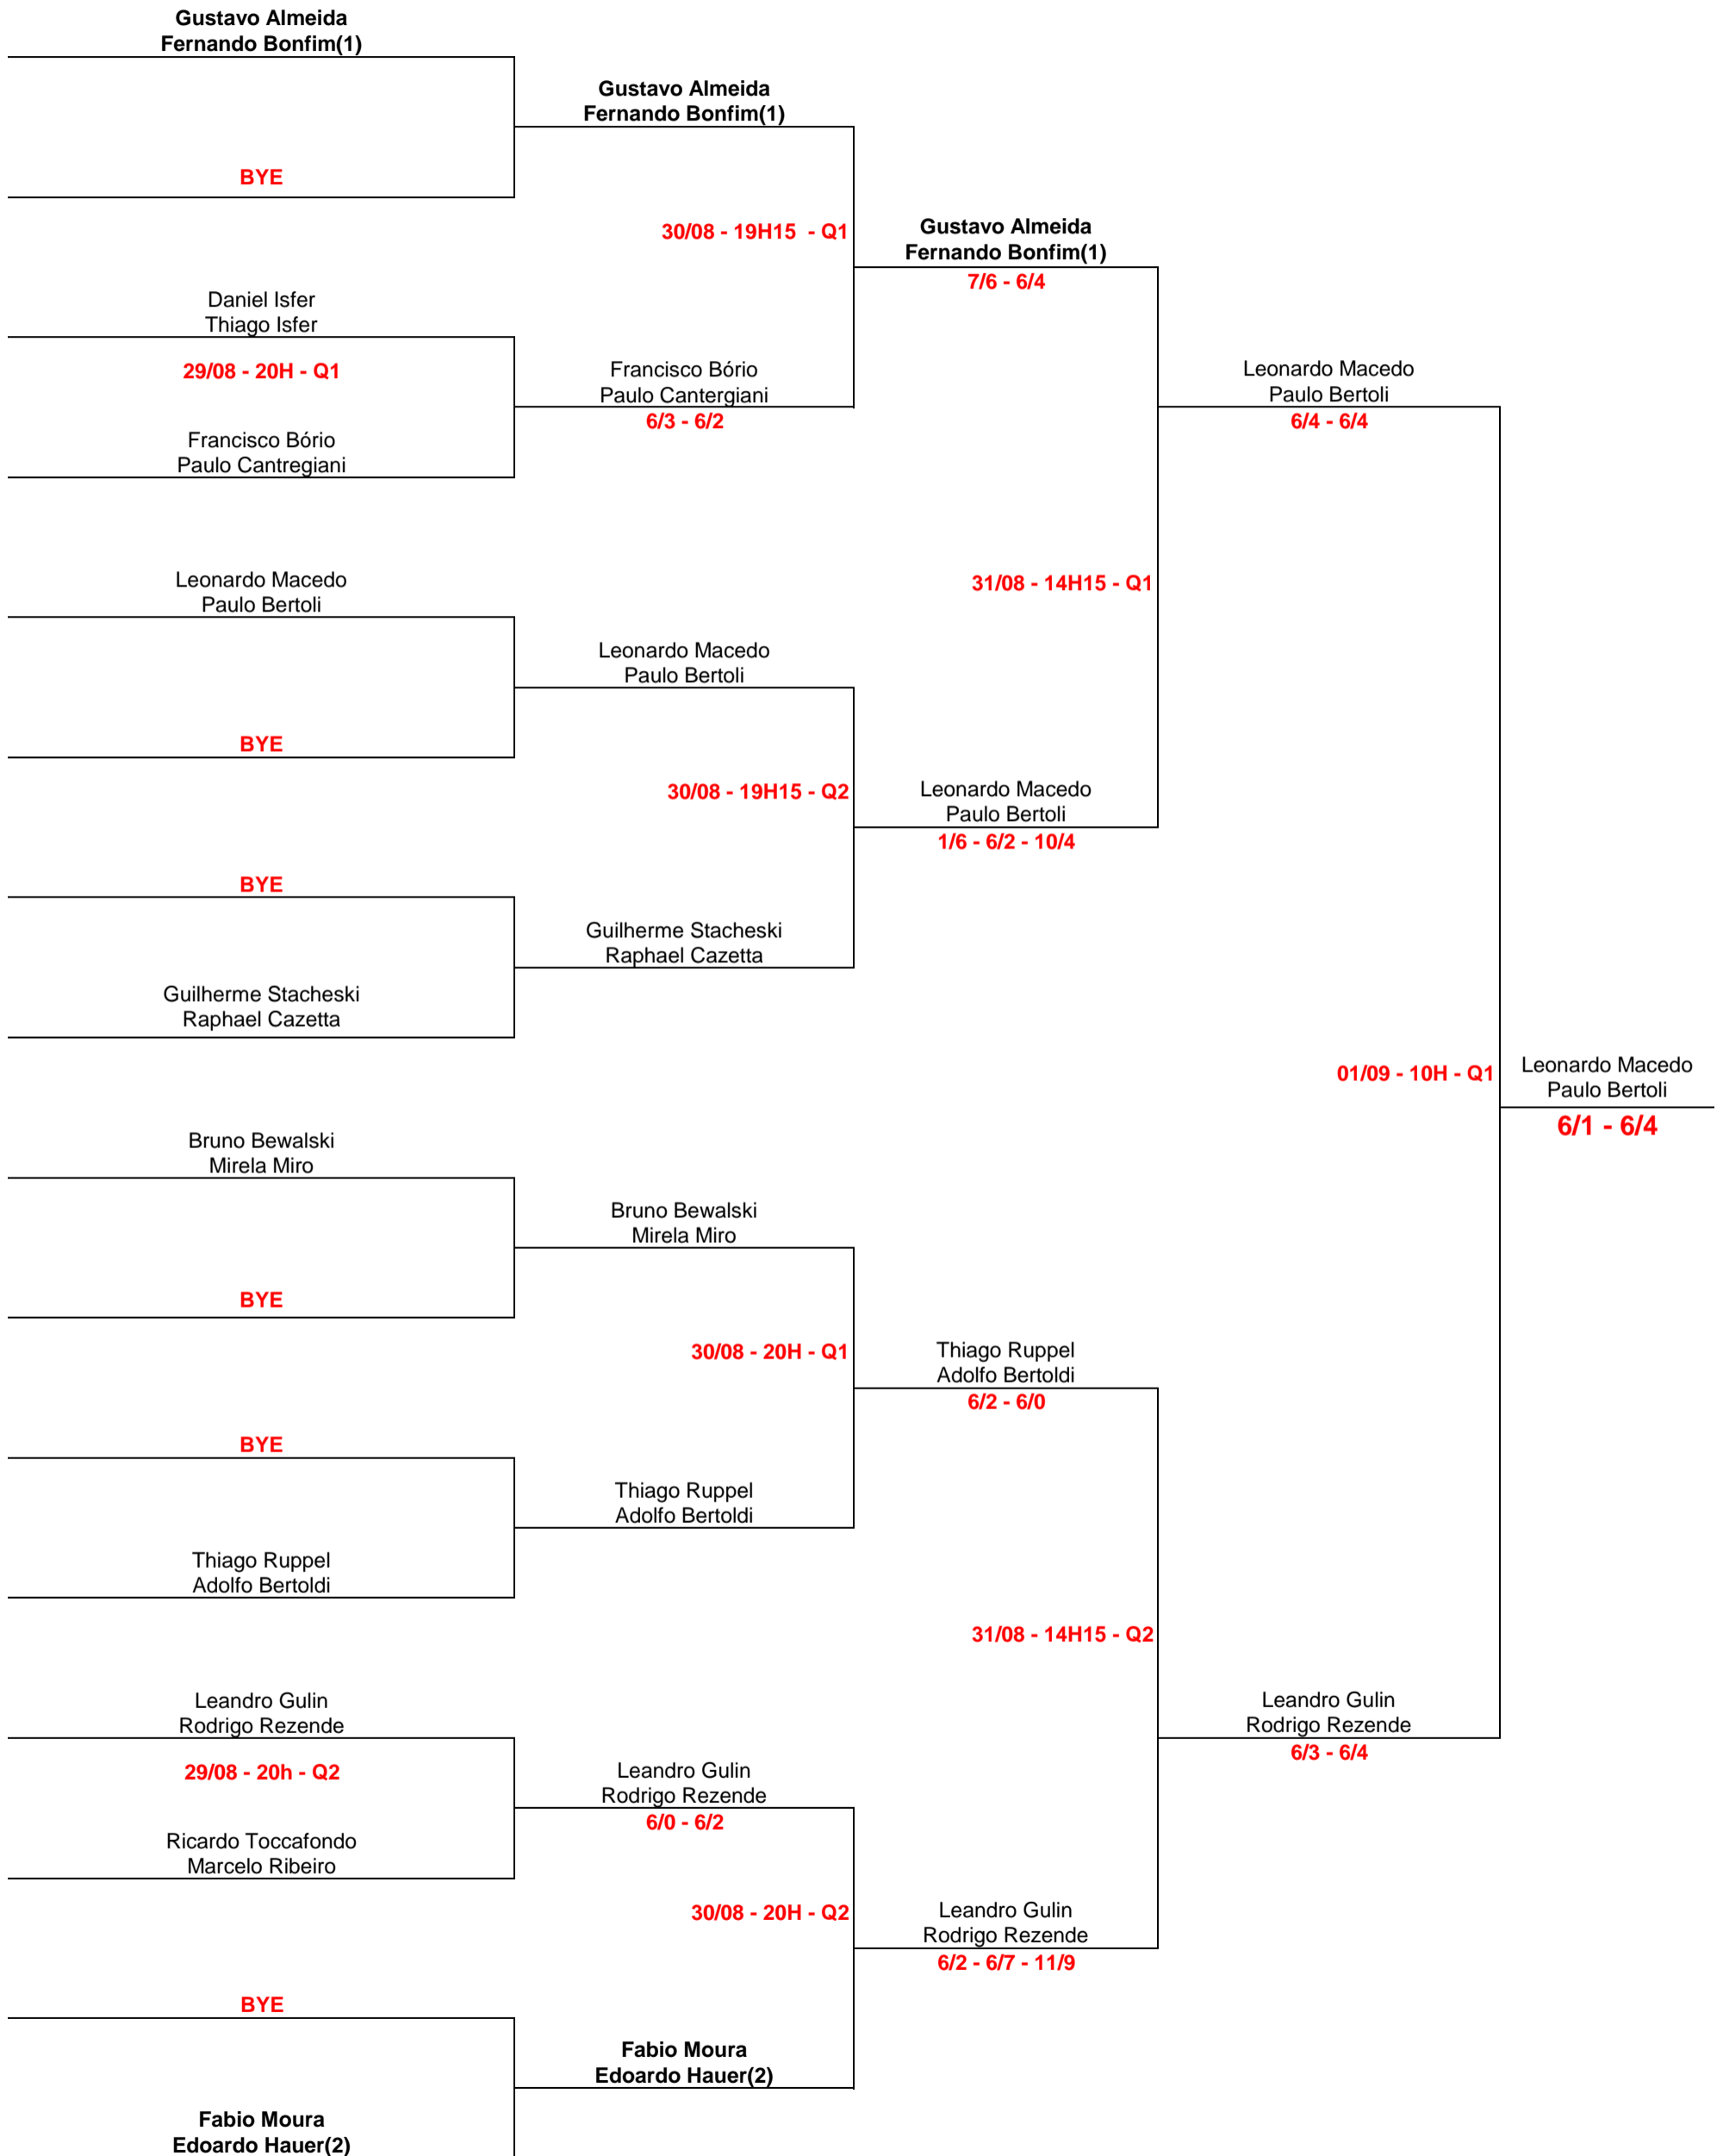 Gustavo Almeida
Fernando Bonfim(1)
BYE
Daniel Isfer
Thiago Isfer
29/08 - 20H - Q1
Francisco Bório
Paulo Cantregiani
Leonardo Macedo
Paulo Bertoli
BYE
BYE
Guilherme Stacheski
Raphael Cazetta
Bruno Bewalski
Mirela Miro
BYE
BYE
Thiago Ruppel
Adolfo Bertoldi
Leandro Gulin
Rodrigo Rezende
29/08 - 20h - Q2
Ricardo Toccafondo
Marcelo Ribeiro
BYE
Fabio Moura
Edoardo Hauer(2)
Gustavo Almeida
Fernando Bonfim(1)
30/08 - 19H15  - Q1
Francisco Bório
Paulo Cantergiani
6/3 - 6/2
Leonardo Macedo
Paulo Bertoli
30/08 - 19H15 - Q2
Guilherme Stacheski
Raphael Cazetta
Bruno Bewalski
Mirela Miro
30/08 - 20H - Q1
Thiago Ruppel
Adolfo Bertoldi
Leandro Gulin
Rodrigo Rezende
6/0 - 6/2
30/08 - 20H - Q2
Fabio Moura
Edoardo Hauer(2)
Gustavo Almeida
Fernando Bonfim(1)
7/6 - 6/4
31/08 - 14H15 - Q1
Leonardo Macedo
Paulo Bertoli
1/6 - 6/2 - 10/4
Thiago Ruppel
Adolfo Bertoldi
6/2 - 6/0
31/08 - 14H15 - Q2
Leandro Gulin
Rodrigo Rezende
6/2 - 6/7 - 11/9
Leonardo Macedo
Paulo Bertoli
6/4 - 6/4
01/09 - 10H - Q1
Leandro Gulin
Rodrigo Rezende
6/3 - 6/4
Leonardo Macedo
Paulo Bertoli
6/1 - 6/4